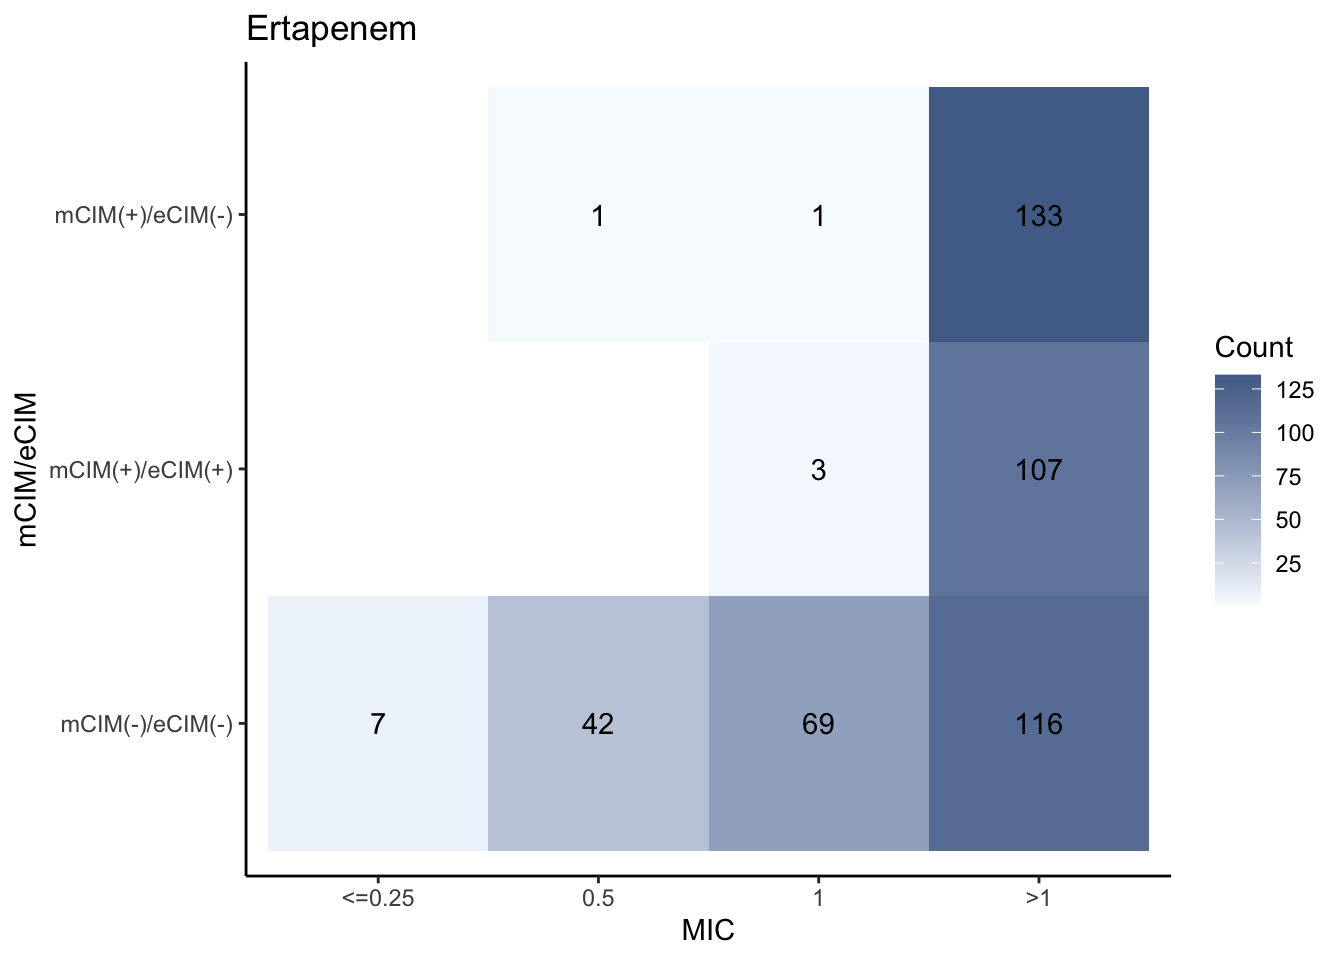 Ertapenem
mCIM/eCIM
mCIM(+)/eCIM(-)
1
1
133
mCIM(+)/eCIM(+)
3
107
mCIM(-)/eCIM(-)
7
42
69
116
<=0.25
0.5
1
>1
MIC
Count
125
100
75
50
25